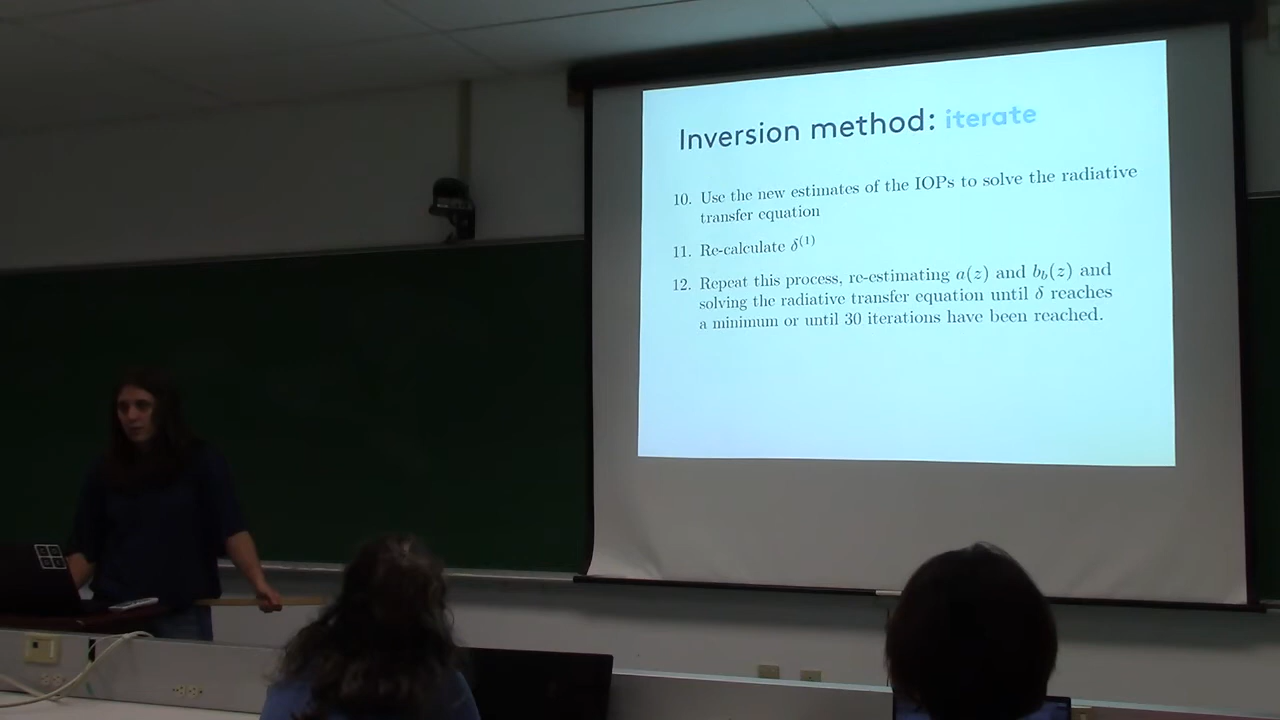 Inversion method: iterate
10. Use the new estimates of the IOPs to solve the radiative
transfer equation
11. Re-calculate δ⁽¹⁾
12. Repeat this process, re-estimating a(z) and b_b(z) and
solving the radiative transfer equation until δ reaches
a minimum or until 30 iterations have been reached.